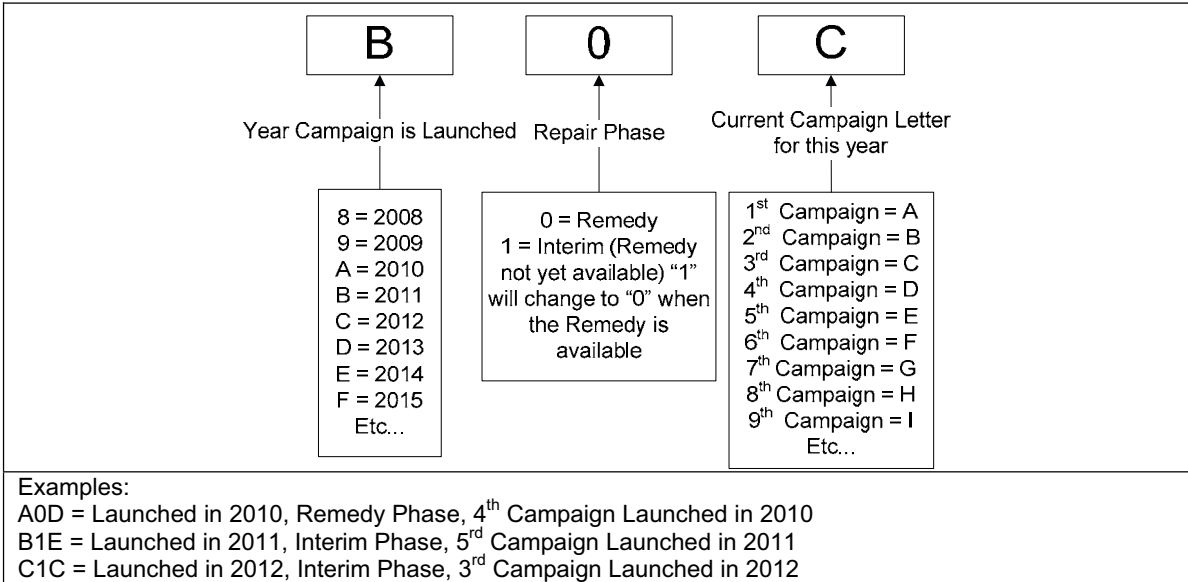 B
0
C
Year Campaign is Launched
Repair Phase
Current Campaign Letter
for this year
8 = 2008
9 = 2009
A = 2010
B = 2011
C = 2012
D = 2013
E = 2014
F = 2015
Etc...
0 = Remedy
1 = Interim (Remedy
not yet available) “1”
will change to “0” when
the Remedy is
available
1st Campaign = A
2nd Campaign = B
3rd Campaign = C
4th Campaign = D
5th Campaign = E
6th Campaign = F
7th Campaign = G
8th Campaign = H
9th Campaign = I
Etc...
Examples:
A0D = Launched in 2010, Remedy Phase, 4th Campaign Launched in 2010
B1E = Launched in 2011, Interim Phase, 5rd Campaign Launched in 2011
C1C = Launched in 2012, Interim Phase, 3rd Campaign Launched in 2012